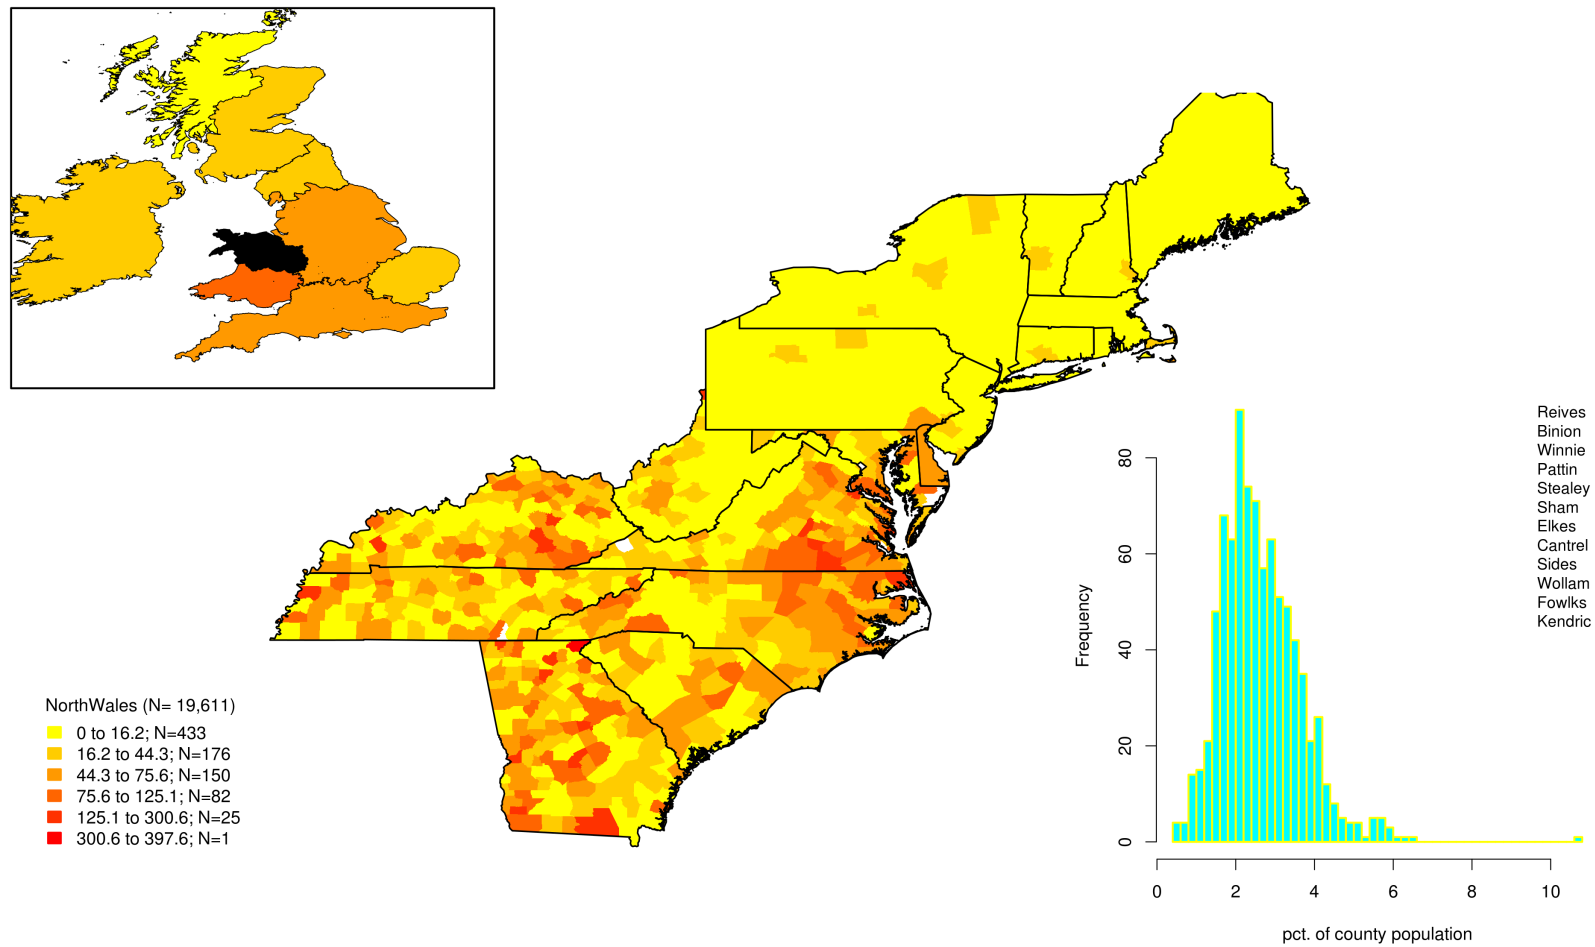 NorthWales (N= 19,611)
0 to 16.2; N=433
16.2 to 44.3; N=176
44.3 to 75.6; N=150
75.6 to 125.1; N=82
125.1 to 300.6; N=25
300.6 to 397.6; N=1
Frequency
0
20
40
60
80
0 2 4 6 8 10
pct. of county population
Reives
Binion
Winnie
Pattin
Stealey
Sham
Elkes
Cantrel
Sides
Wollam
Fowlks
Kendric